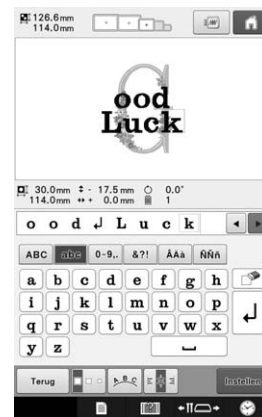 126.6mm
114.0mm
G
ood
Luck
30.0mm - 17.5mm 0.0°
114.0mm + 0.0mm 1
o o d ↲ L u c k
ABC abc 0-9,. &?! ÄÅà ÑÑñ
a b c d e f g h
i j k l m n o p
q r s t u v w x
y z
Terug Instellen